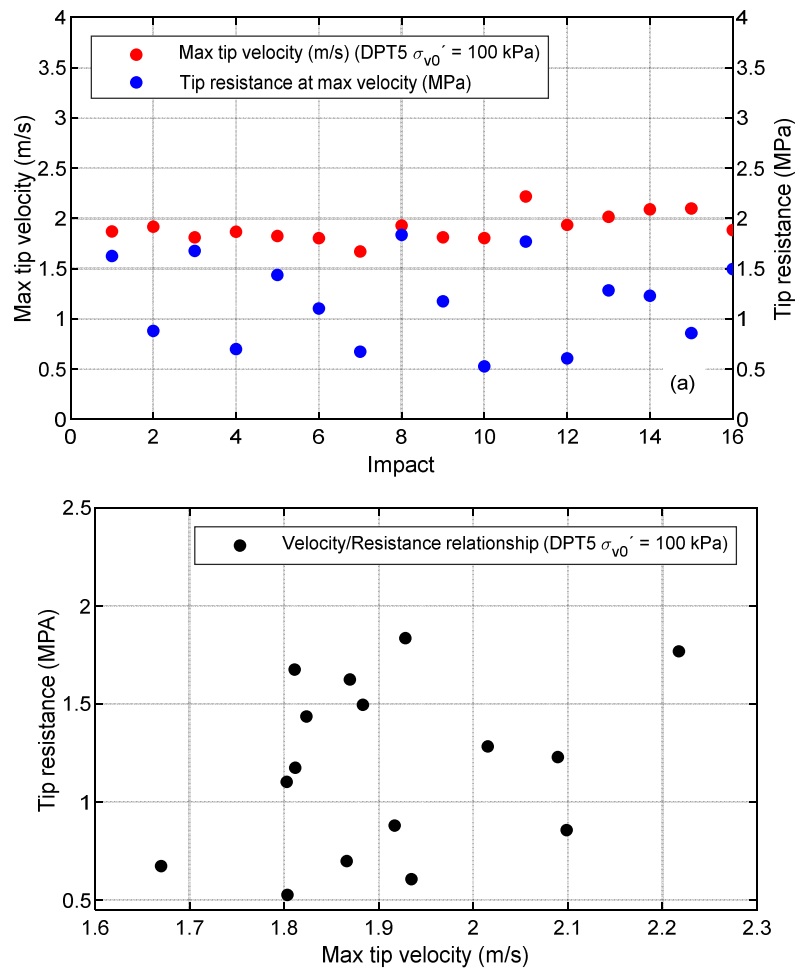 Max tip velocity (m/s) (DPT5 σv0´ = 100 kPa)
Tip resistance at max velocity (MPa)
Max tip velocity (m/s)
4
3.5
3
2.5
2
1.5
1
0.5
0
Tip resistance (MPa)
4
3.5
3
2.5
2
1.5
1
0.5
0
(a)
0 2 4 6 8 10 12 14 16
Impact
Velocity/Resistance relationship (DPT5 σv0´ = 100 kPa)
Tip resistance (MPA)
2.5
2
1.5
1
0.5
1.6 1.7 1.8 1.9 2 2.1 2.2 2.3
Max tip velocity (m/s)